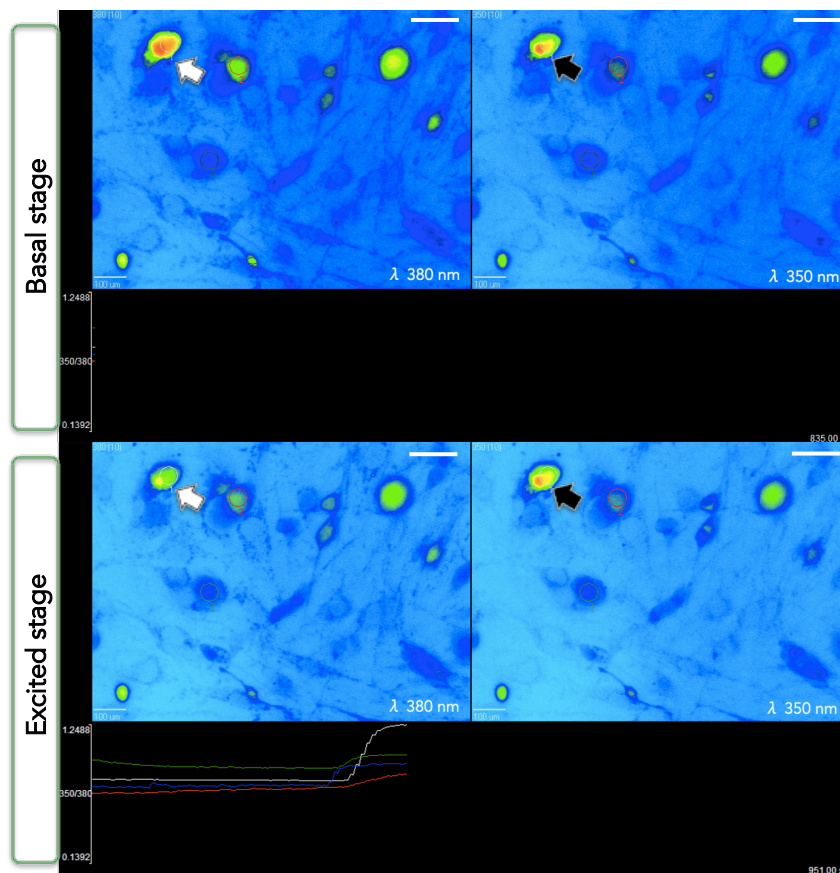 Basal stage
380 [10]
350 [10]
100 um
λ 380 nm
100 um
λ 350 nm
1.2488
350/380
0.1392
835.00
Excited stage
380 [10]
350 [10]
100 um
λ 380 nm
100 um
λ 350 nm
1.2488
350/380
0.1392
951.00